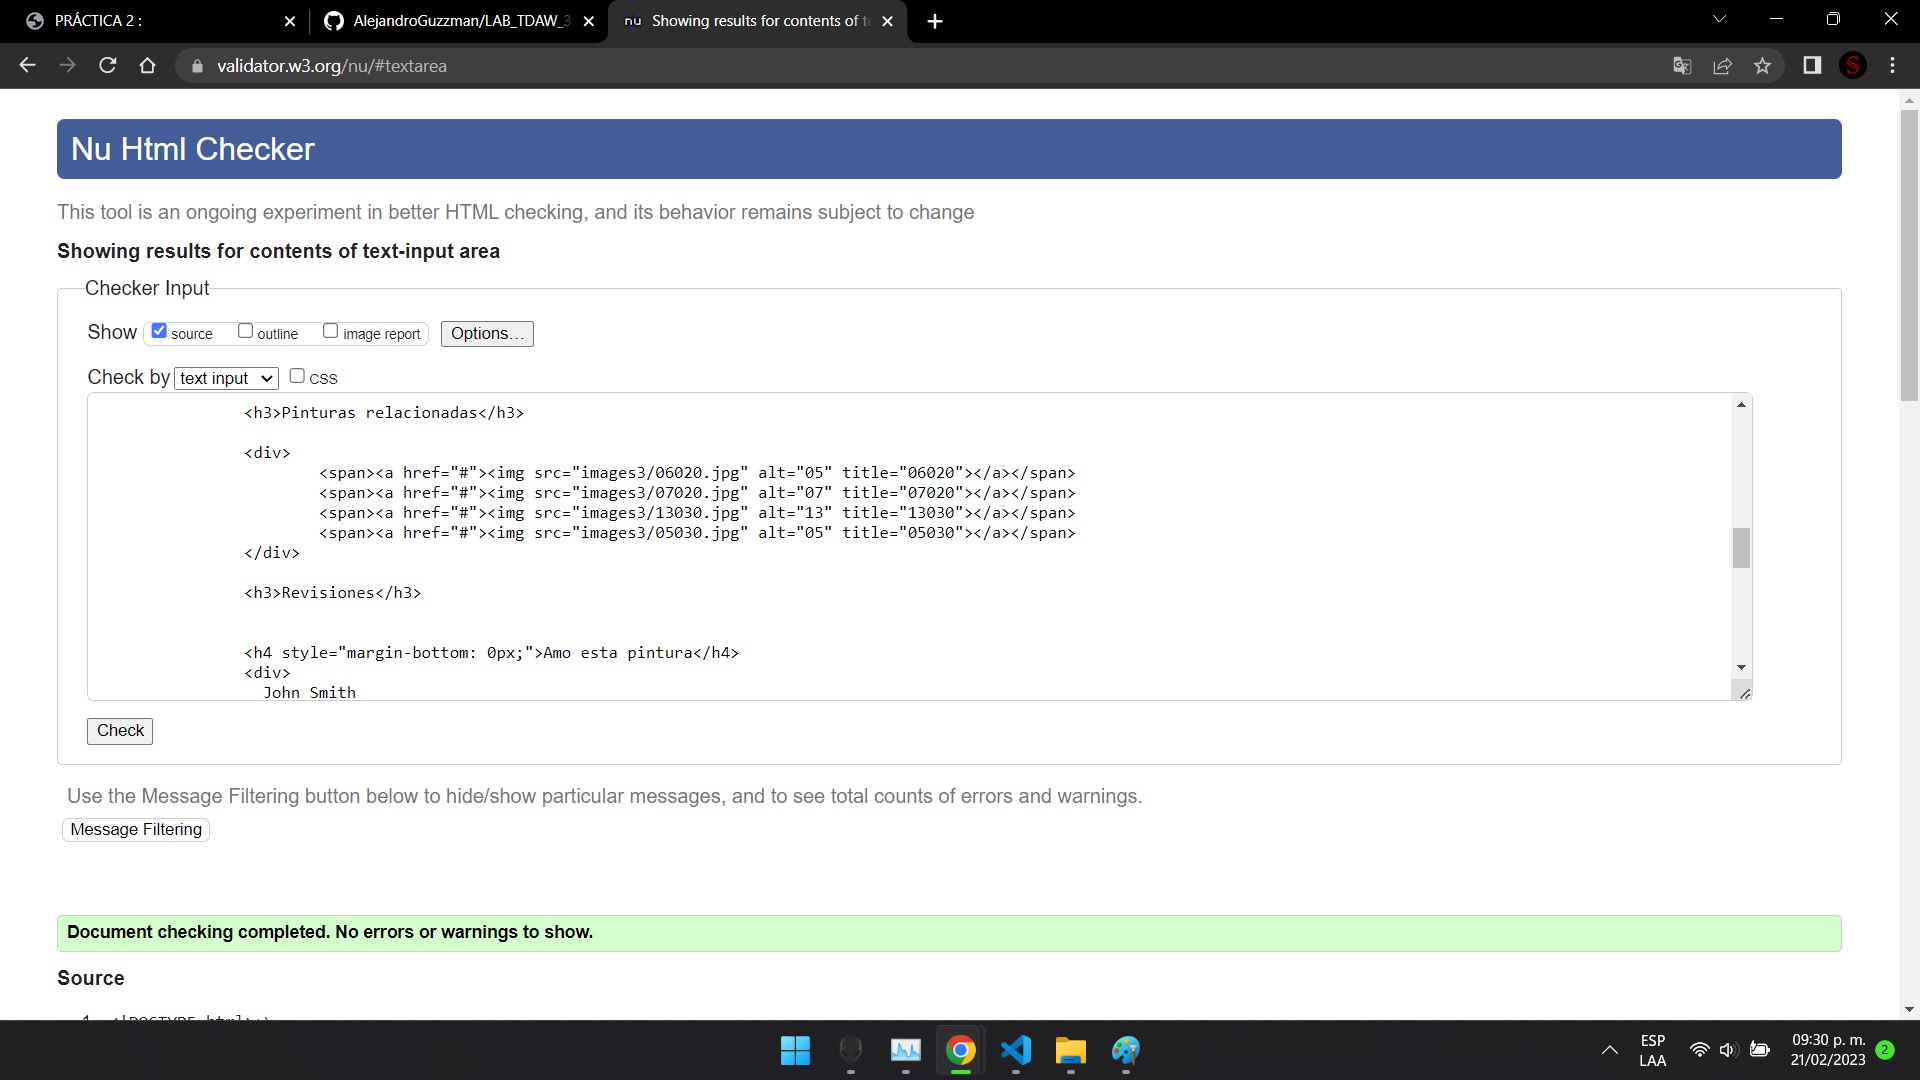 PRÁCTICA 2 :
AlejandroGuzzman/LAB_TDAW_3
nu Showing results for contents of te
validator.w3.org/nu/#textarea
Nu Html Checker
This tool is an ongoing experiment in better HTML checking, and its behavior remains subject to change
Showing results for contents of text-input area
Checker Input
Show source outline image report Options...
Check by text input CSS
<h3>Pinturas relacionadas</h3>
<div>
<span><a href="#"><img src="images3/06020.jpg" alt="05" title="06020"></a></span>
<span><a href="#"><img src="images3/07020.jpg" alt="07" title="07020"></a></span>
<span><a href="#"><img src="images3/13030.jpg" alt="13" title="13030"></a></span>
<span><a href="#"><img src="images3/05030.jpg" alt="05" title="05030"></a></span>
</div>
<h3>Revisiones</h3>
<h4 style="margin-bottom: 0px;">Amo esta pintura</h4>
<div>
John Smith
Check
Use the Message Filtering button below to hide/show particular messages, and to see total counts of errors and warnings.
Message Filtering
Document checking completed. No errors or warnings to show.
Source
1. <!DOCTYPE html>↩
ESP
LAA
09:30 p. m.
21/02/2023
2